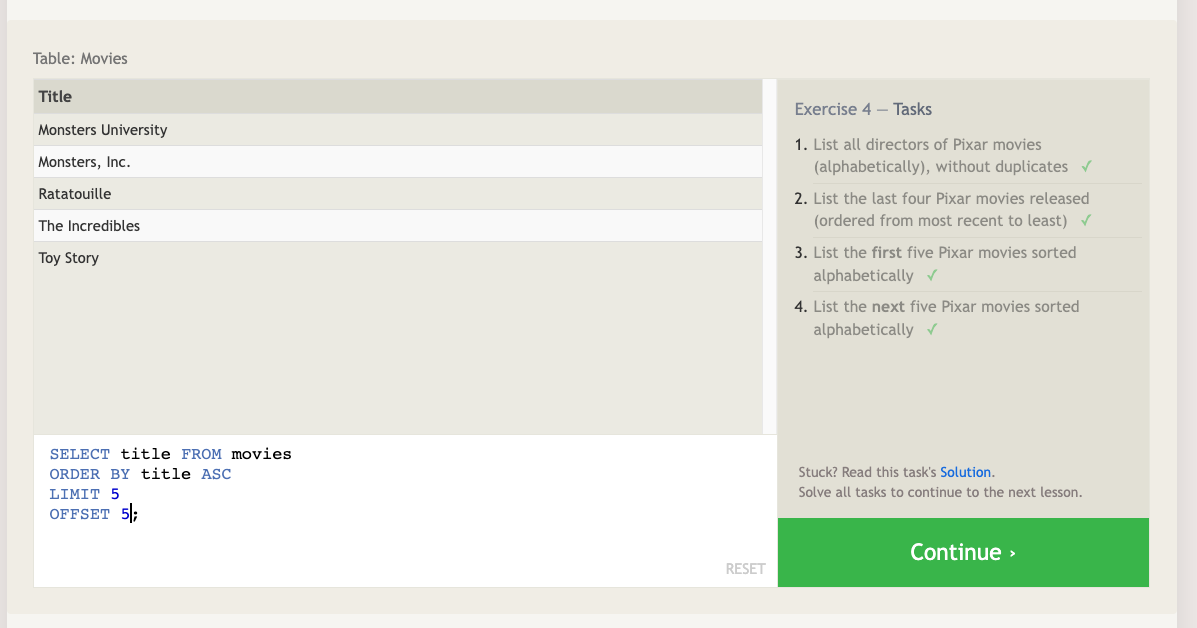 Table: Movies
Title
Monsters University
Monsters, Inc.
Ratatouille
The Incredibles
Toy Story
SELECT title FROM movies
ORDER BY title ASC
LIMIT 5
OFFSET 5;
RESET
Exercise 4 — Tasks
1. List all directors of Pixar movies
(alphabetically), without duplicates ✓
2. List the last four Pixar movies released
(ordered from most recent to least) ✓
3. List the first five Pixar movies sorted
alphabetically ✓
4. List the next five Pixar movies sorted
alphabetically ✓
Stuck? Read this task's Solution.
Solve all tasks to continue to the next lesson.
Continue ›